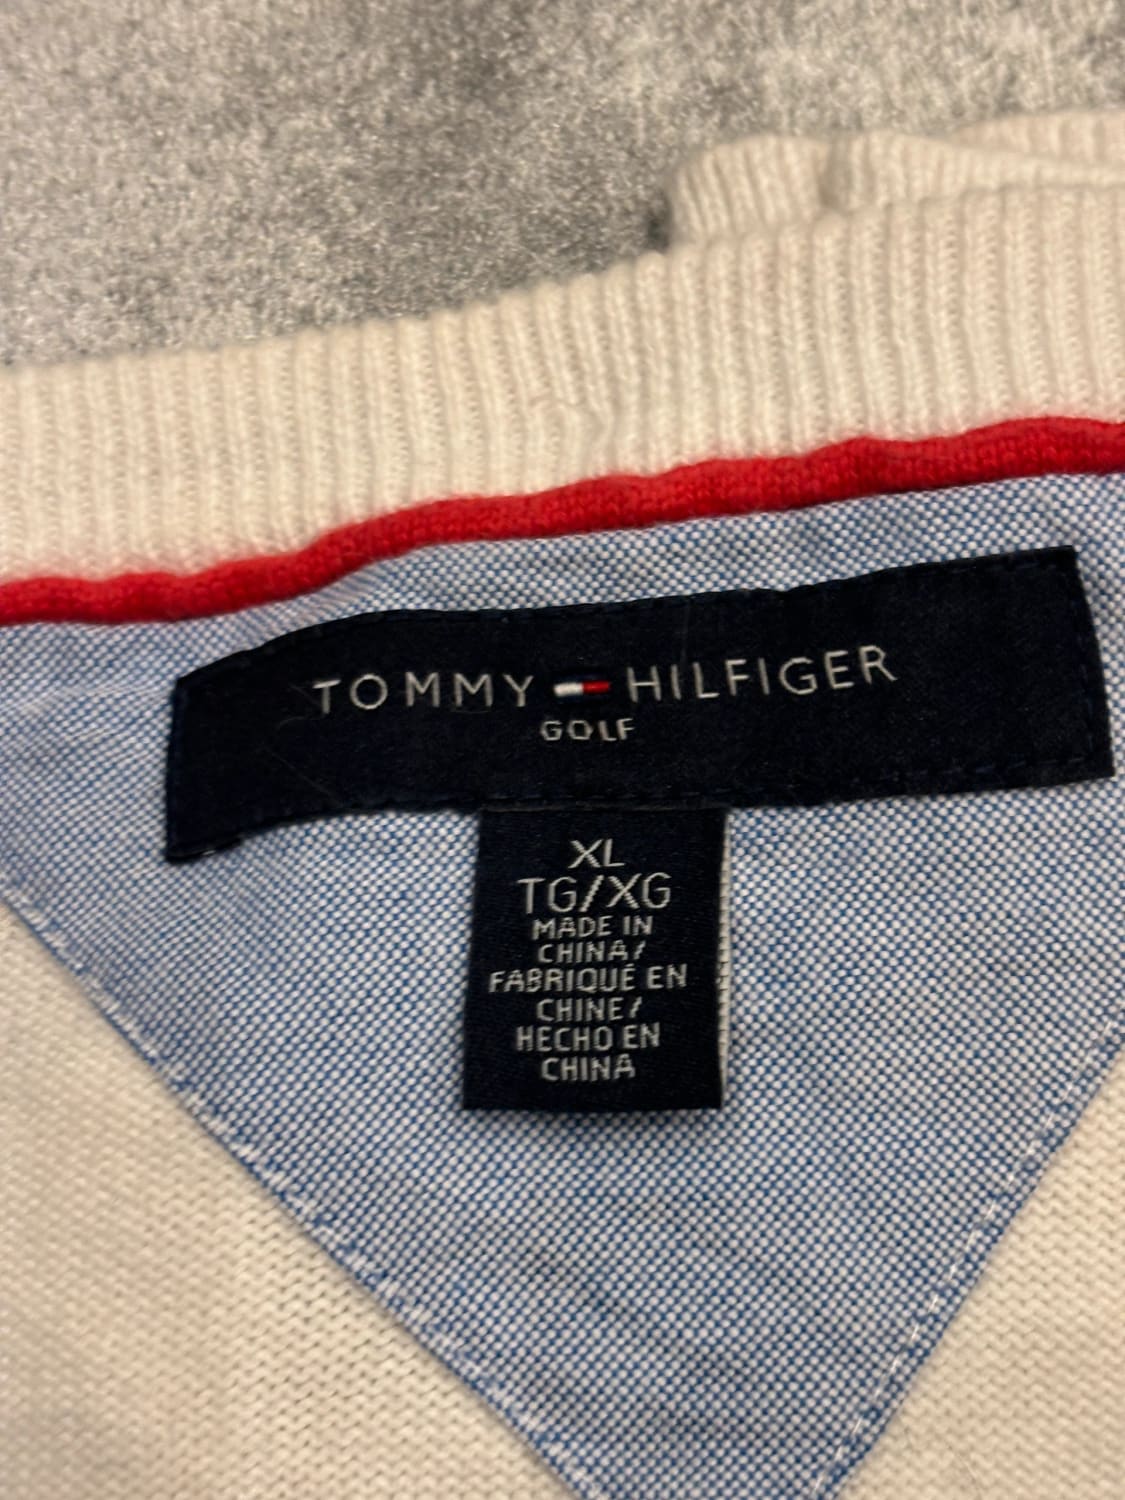 TOMMY HILFIGER
GOLF
XL
TG/XG
MADE IN
CHINA/
FABRIQUÉ EN
CHINE/
HECHO EN
CHINA